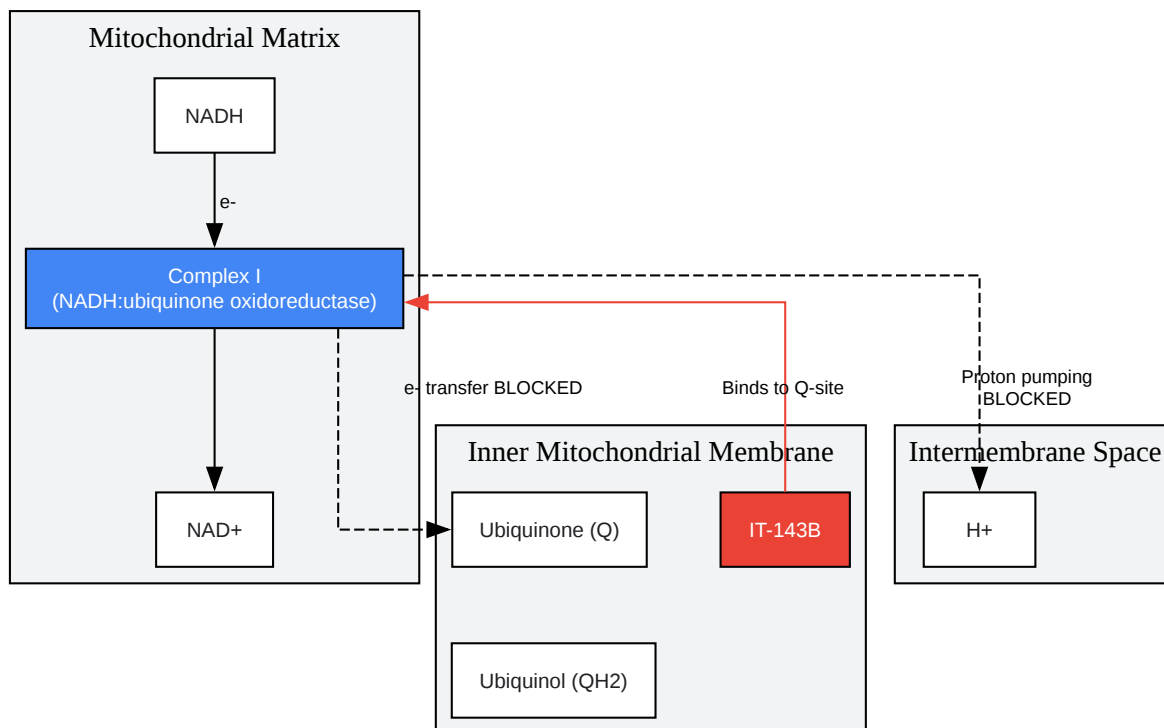 Mitochondrial Matrix
NADH
e-
Complex I
(NADH:ubiquinone oxidoreductase)
e- transfer BLOCKED
Binds to Q-site
Proton pumping
BLOCKED
Inner Mitochondrial Membrane
Intermembrane Space
NAD+
Ubiquinone (Q)
IT-143B
H+
Ubiquinol (QH2)